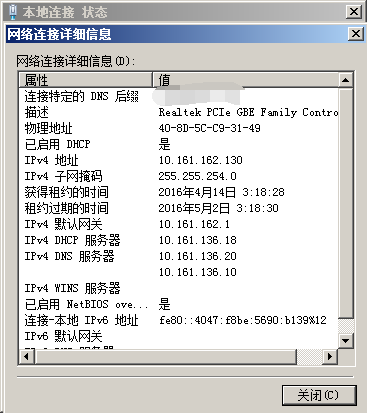 本地连接 状态
网络连接详细信息
网络连接详细信息(D):
属性 值
连接特定的 DNS 后缀
描述 Realtek PCIe GBE Family Contro
物理地址 40-8D-5C-C9-31-49
已启用 DHCP 是
IPv4 地址 10.161.162.130
IPv4 子网掩码 255.255.254.0
获得租约的时间 2016年4月14日 3:18:28
租约过期的时间 2016年5月2日 3:18:30
IPv4 默认网关 10.161.162.1
IPv4 DHCP 服务器 10.161.136.18
IPv4 DNS 服务器 10.161.136.20
10.161.136.10
IPv4 WINS 服务器
已启用 NetBIOS ove... 是
连接-本地 IPv6 地址 fe80::4047:f8be:5690:b139%12
IPv6 默认网关
关闭(C)